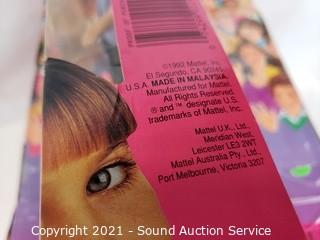 ©1992 Mattel, Inc.
El Segundo, CA 90245
U.S.A. MADE IN MALAYSIA.
Manufactured for Mattel.
All Rights Reserved.
® and ™ designate U.S.
trademarks of Mattel, Inc.
Mattel U.K., Ltd.,
Meridian West,
Leicester LE3 2WT
Mattel Australia Pty., Ltd.,
Port Melbourne, Victoria 3207
Copyright 2021 - Sound Auction Service